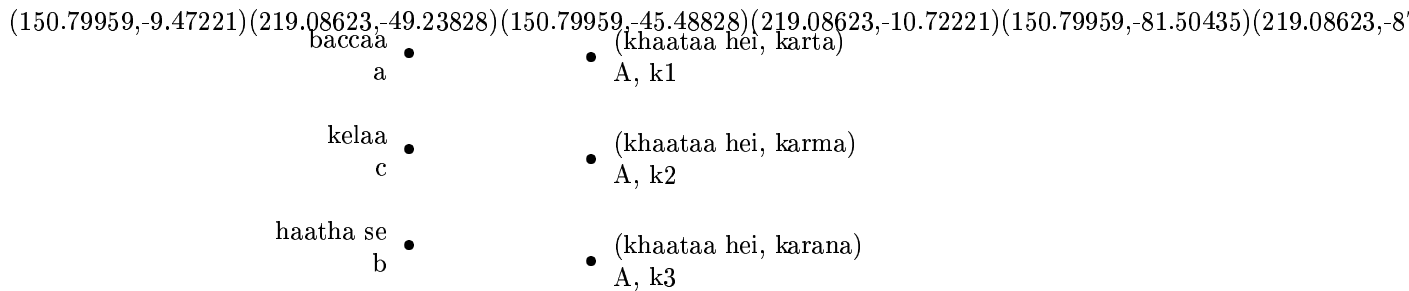 (150.79959,-9.47221)(219.08623,-49.23828)(150.79959,-45.48828)(219.08623,-10.72221)(150.79959,-81.50435)(219.08623,-8
baccaa
a
(khaataa hei, karta)
A, k1
kelaa
c
(khaataa hei, karma)
A, k2
haatha se
b
(khaataa hei, karana)
A, k3